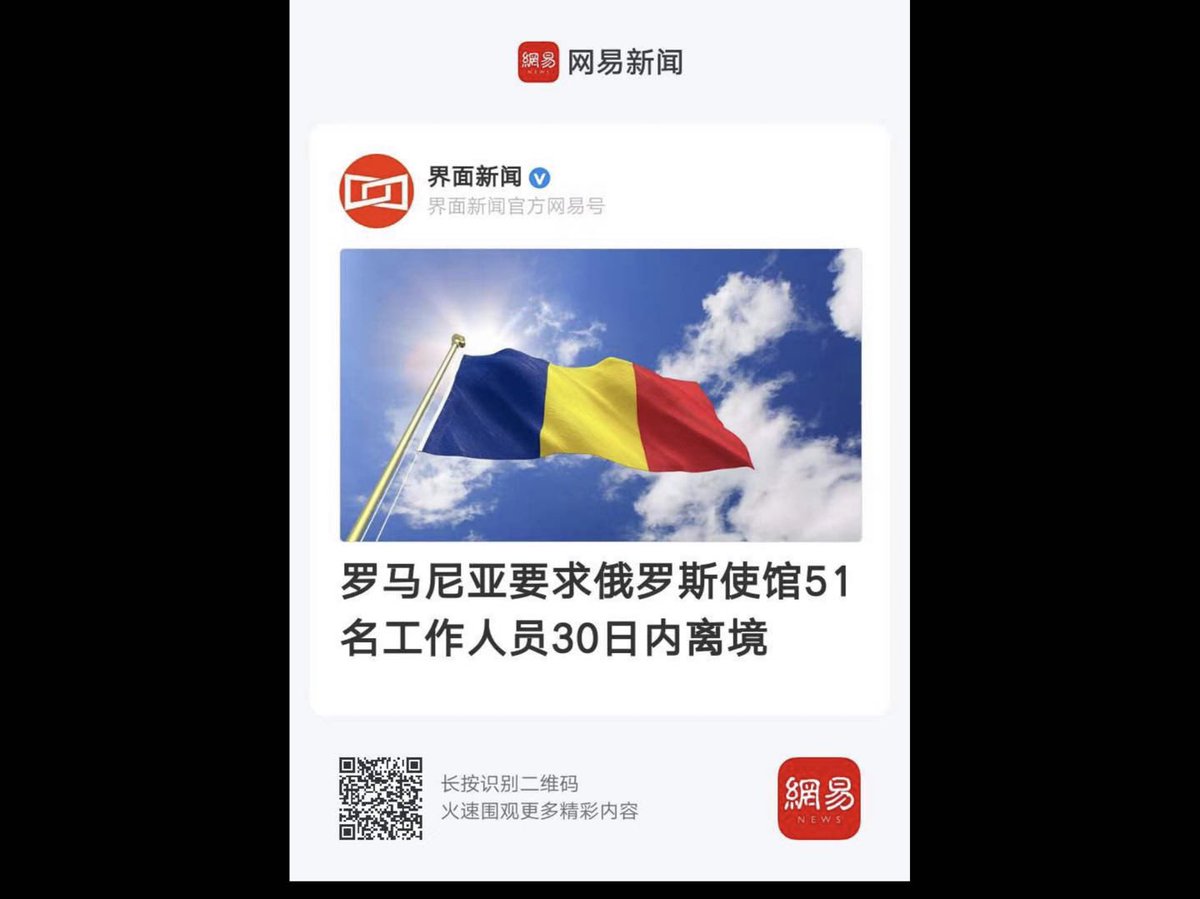 網易
NEWS
网易新闻
界面新闻
界面新闻官方网易号
罗马尼亚要求俄罗斯使馆51
名工作人员30日内离境
长按识别二维码
火速围观更多精彩内容
網易
NEWS